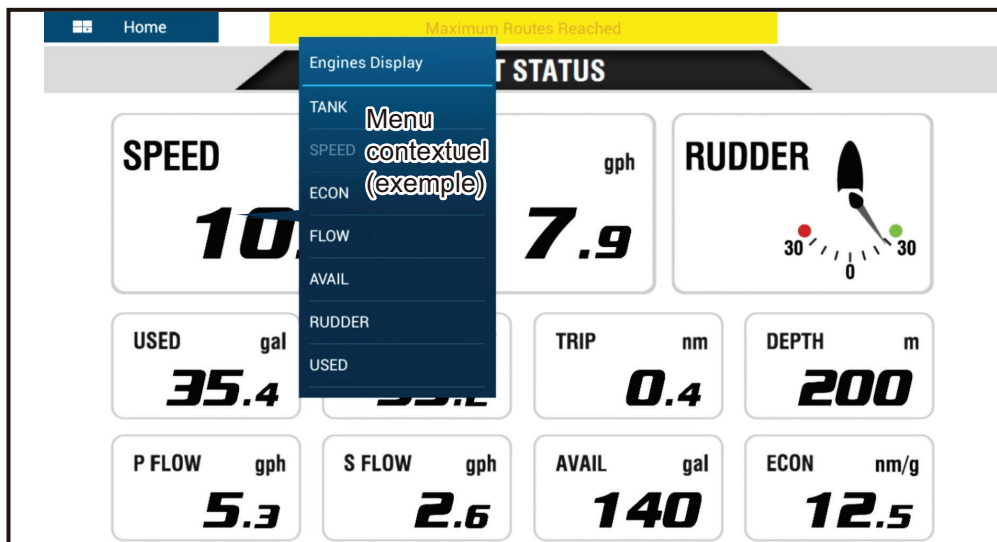 Home
Maximum Routes Reached
Engines Display
T STATUS
TANK
SPEED
ECON
FLOW
AVAIL
RUDDER
USED
Menu
contextuel
(exemple)
SPEED
10.
gph
7.9
RUDDER
30
0
30
USED gal
35.4
TRIP nm
0.4
DEPTH m
200
P FLOW gph
5.3
S FLOW gph
2.6
AVAIL gal
140
ECON nm/g
12.5